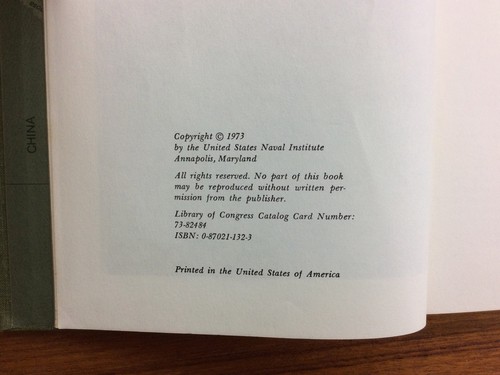 CHINA
Copyright © 1973
by the United States Naval Institute
Annapolis, Maryland
All rights reserved. No part of this book
may be reproduced without written per-
mission from the publisher.
Library of Congress Catalog Card Number:
73-82484
ISBN: 0-87021-132-3
Printed in the United States of America